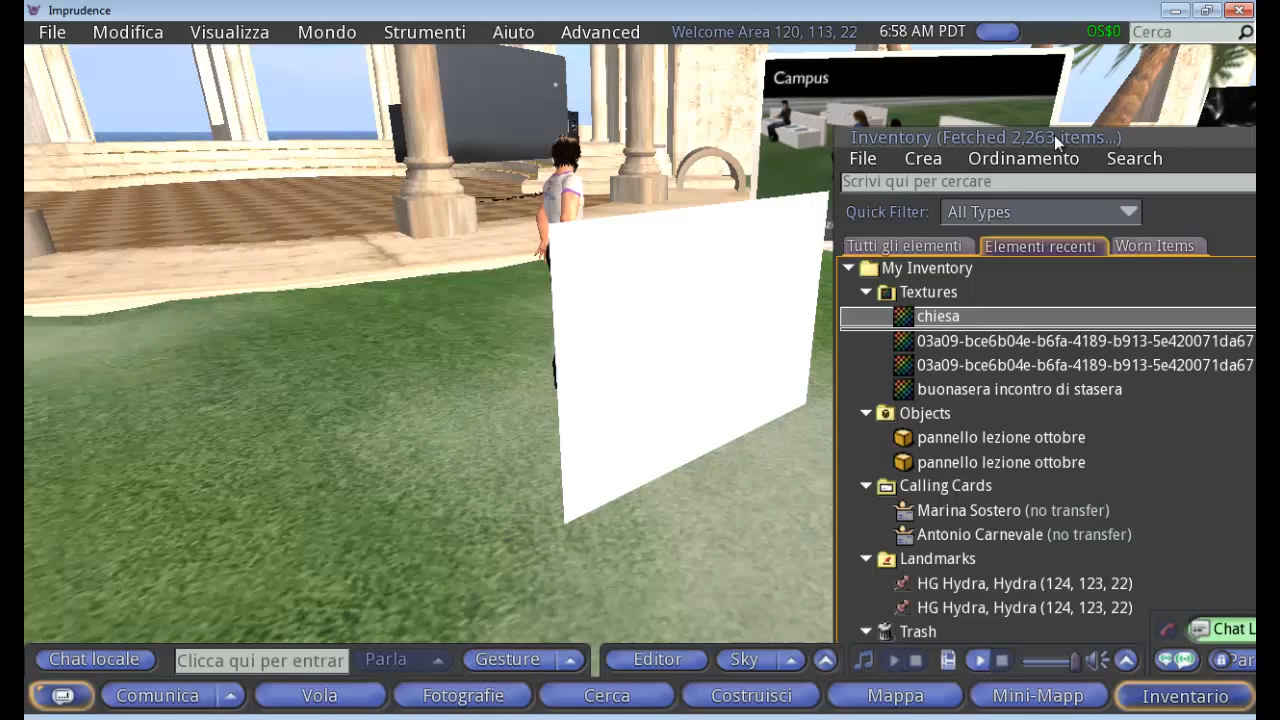 Imprudence
File Modifica Visualizza Mondo Strumenti Aiuto Advanced Welcome Area 120, 113, 22 6:58 AM PDT OS$0 Cerca
Campus
Inventory (Fetched 2,263 items...)
File Crea Ordinamento Search
Scrivi qui per cercare
Quick Filter: All Types
Tutti gli elementi Elementi recenti Worn Items
My Inventory
Textures
chiesa
03a09-bce6b04e-b6fa-4189-b913-5e420071da67
03a09-bce6b04e-b6fa-4189-b913-5e420071da67
buonasera incontro di stasera
Objects
pannello lezione ottobre
pannello lezione ottobre
Calling Cards
Marina Sostero (no transfer)
Antonio Carnevale (no transfer)
Landmarks
HG Hydra, Hydra (124, 123, 22)
HG Hydra, Hydra (124, 123, 22)
Trash
Chat L
Chat locale Clicca qui per entrar Parla Gesture Editor Sky Par
Comunica Vola Fotografie Cerca Costruisci Mappa Mini-Mapp Inventario